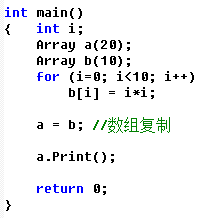 int main()
{   int i;
    Array a(20);
    Array b(10);
    for (i=0; i<10; i++)
        b[i] = i*i;
    a = b; //数组复制
    a.Print();
    return 0;
}